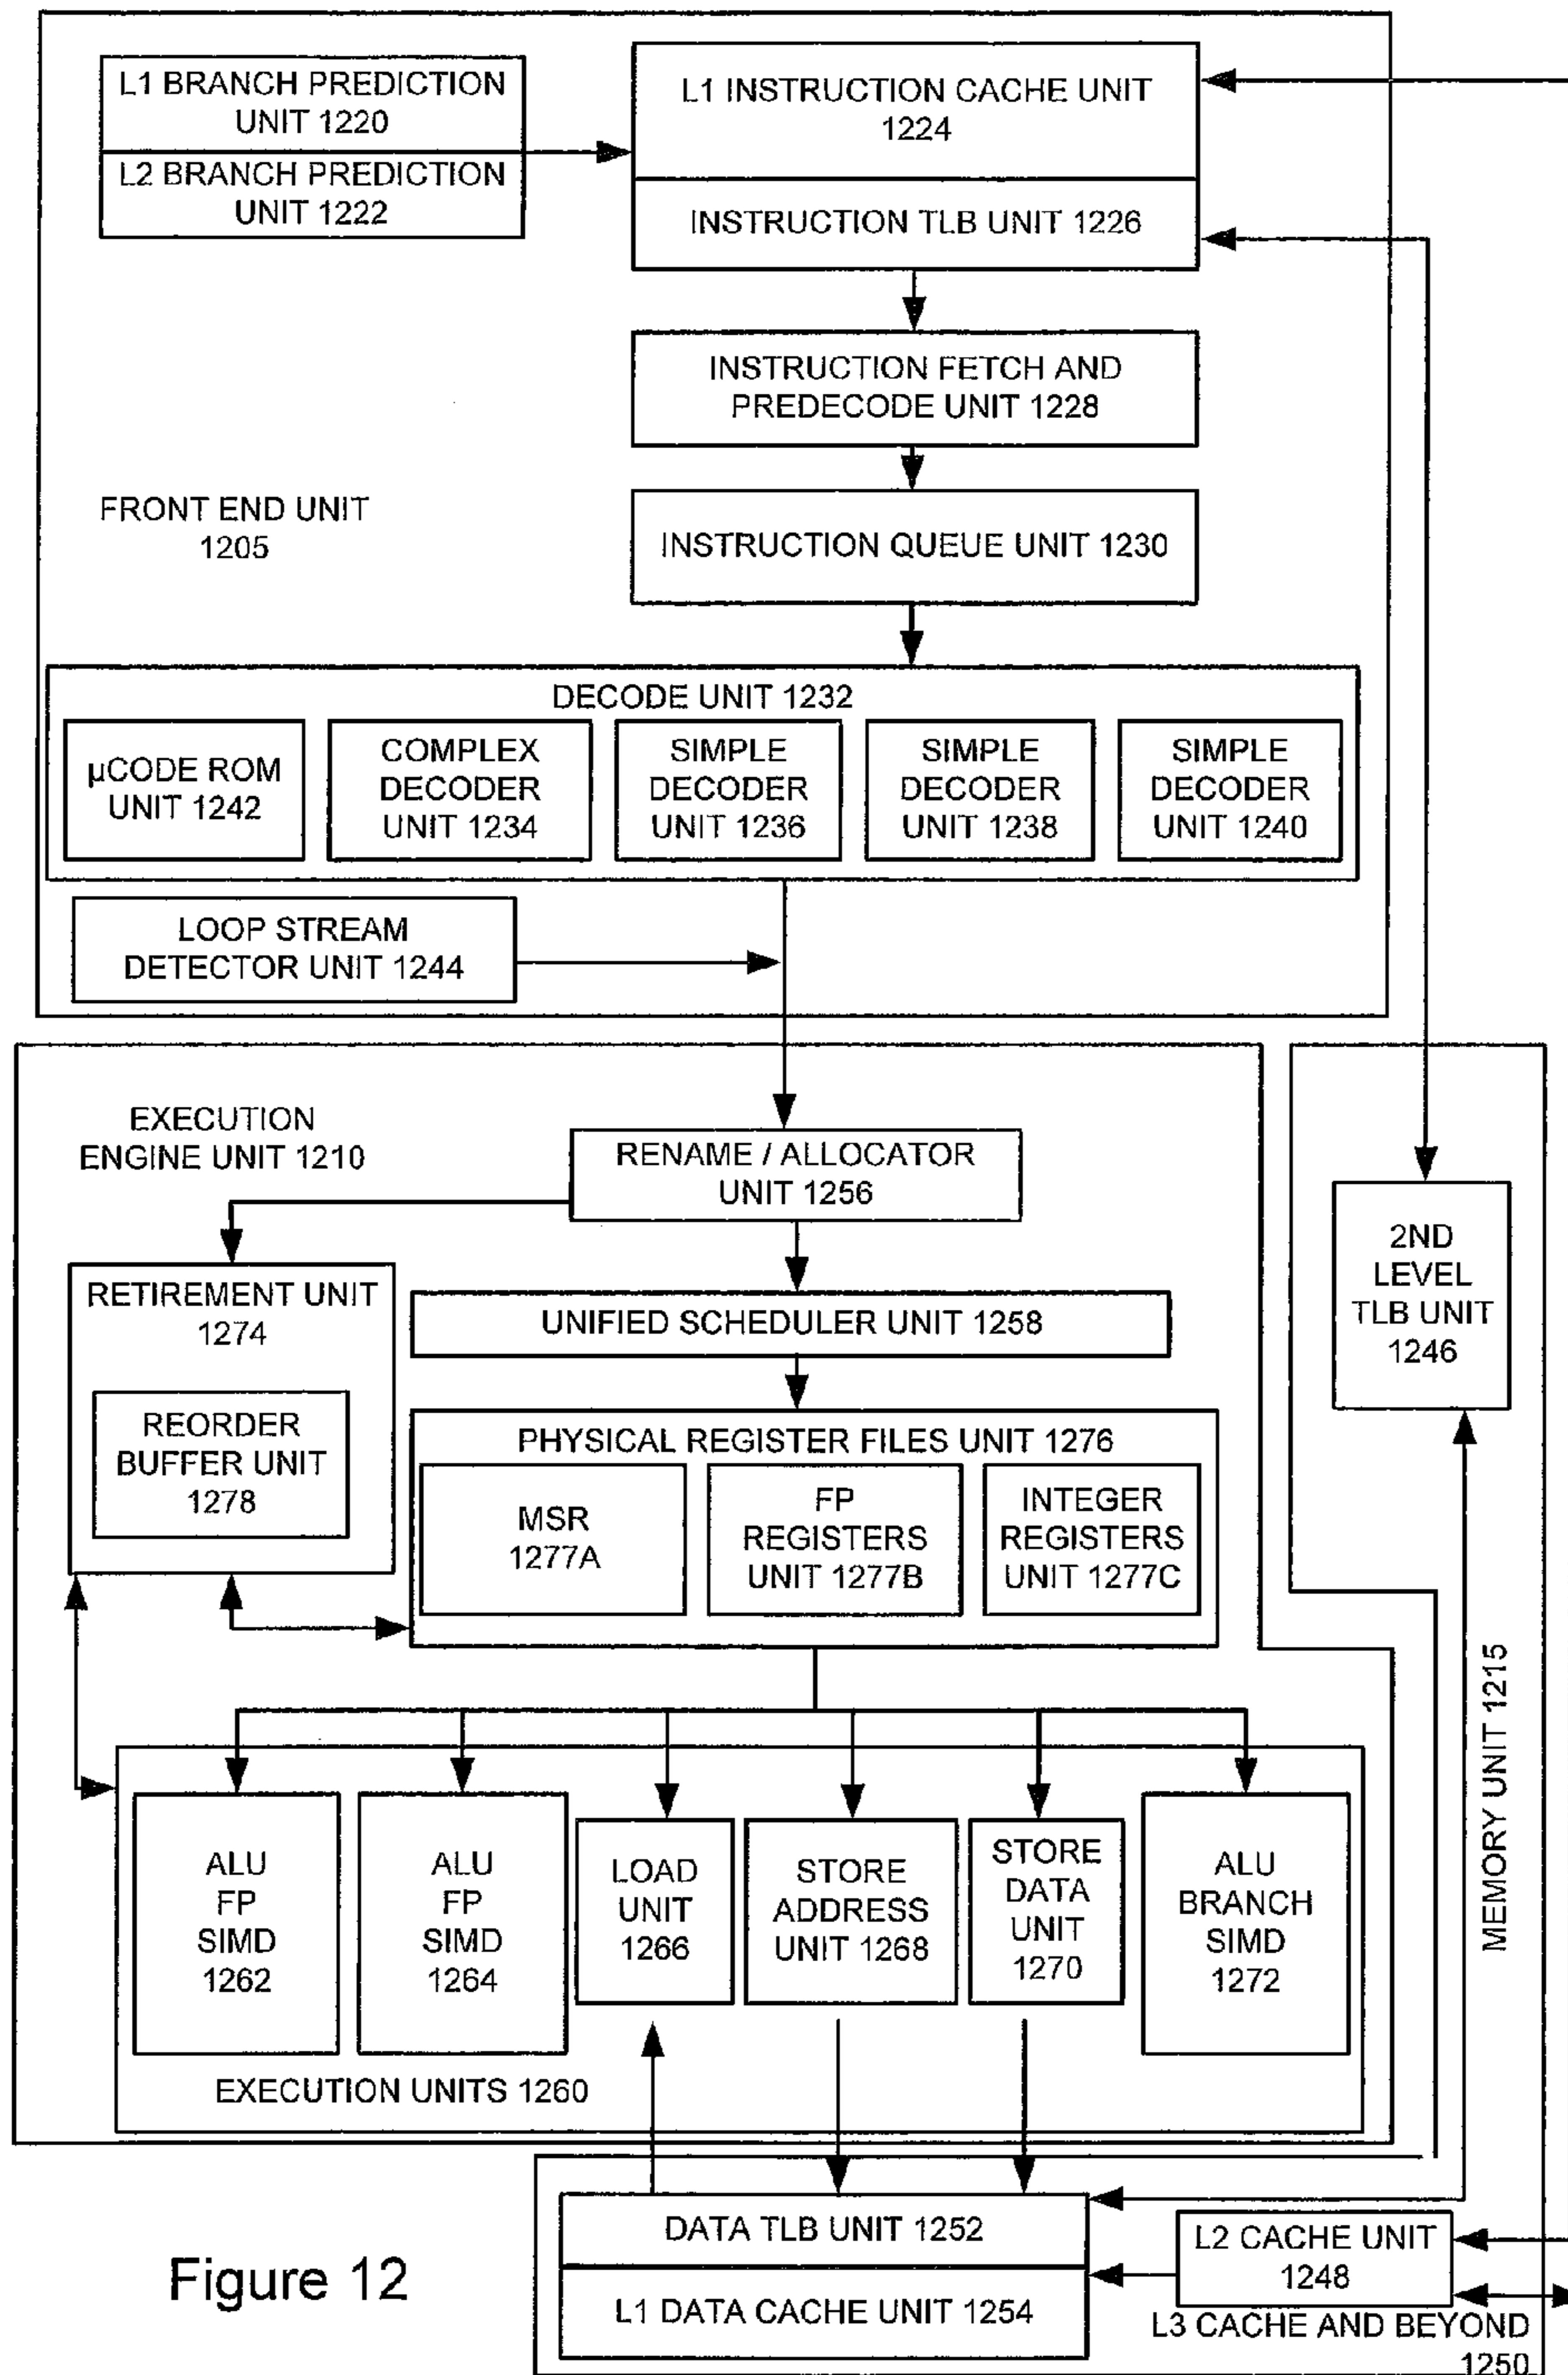 L1 BRANCH PREDICTION
UNIT 1220
L2 BRANCH PREDICTION
UNIT 1222
L1 INSTRUCTION CACHE UNIT
1224
INSTRUCTION TLB UNIT 1226
INSTRUCTION FETCH AND
PREDECODE UNIT 1228
FRONT END UNIT
1205
INSTRUCTION QUEUE UNIT 1230
DECODE UNIT 1232
µCODE ROM
UNIT 1242
COMPLEX
DECODER
UNIT 1234
SIMPLE
DECODER
UNIT 1236
SIMPLE
DECODER
UNIT 1238
SIMPLE
DECODER
UNIT 1240
LOOP STREAM
DETECTOR UNIT 1244
EXECUTION
ENGINE UNIT 1210
RENAME / ALLOCATOR
UNIT 1256
2ND
LEVEL
TLB UNIT
1246
RETIREMENT UNIT
1274
UNIFIED SCHEDULER UNIT 1258
REORDER
BUFFER UNIT
1278
PHYSICAL REGISTER FILES UNIT 1276
MSR
1277A
FP
REGISTERS
UNIT 1277B
INTEGER
REGISTERS
UNIT 1277C
MEMORY UNIT 1215
ALU
FP
SIMD
1262
ALU
FP
SIMD
1264
LOAD
UNIT
1266
STORE
ADDRESS
UNIT 1268
STORE
DATA
UNIT
1270
ALU
BRANCH
SIMD
1272
EXECUTION UNITS 1260
DATA TLB UNIT 1252
L1 DATA CACHE UNIT 1254
L2 CACHE UNIT
1248
L3 CACHE AND BEYOND
1250
Figure 12